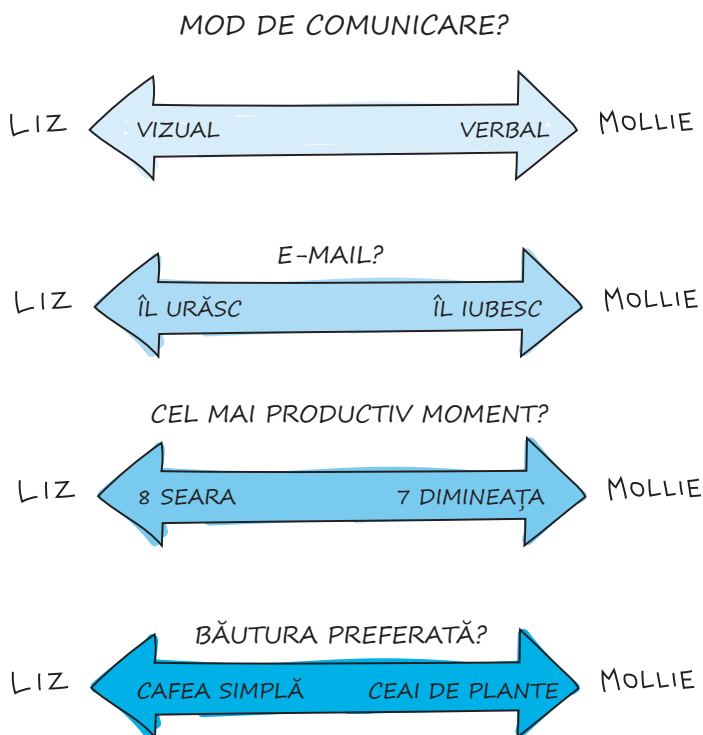 MOD DE COMUNICARE?
LIZ VIZUAL VERBAL MOLLIE
E-MAIL?
LIZ ÎL URĂSC ÎL IUBESC MOLLIE
CEL MAI PRODUCTIV MOMENT?
LIZ 8 SEARA 7 DIMINEAȚA MOLLIE
BĂUTURA PREFERATĂ?
LIZ CAFEA SIMPLĂ CEAI DE PLANTE MOLLIE